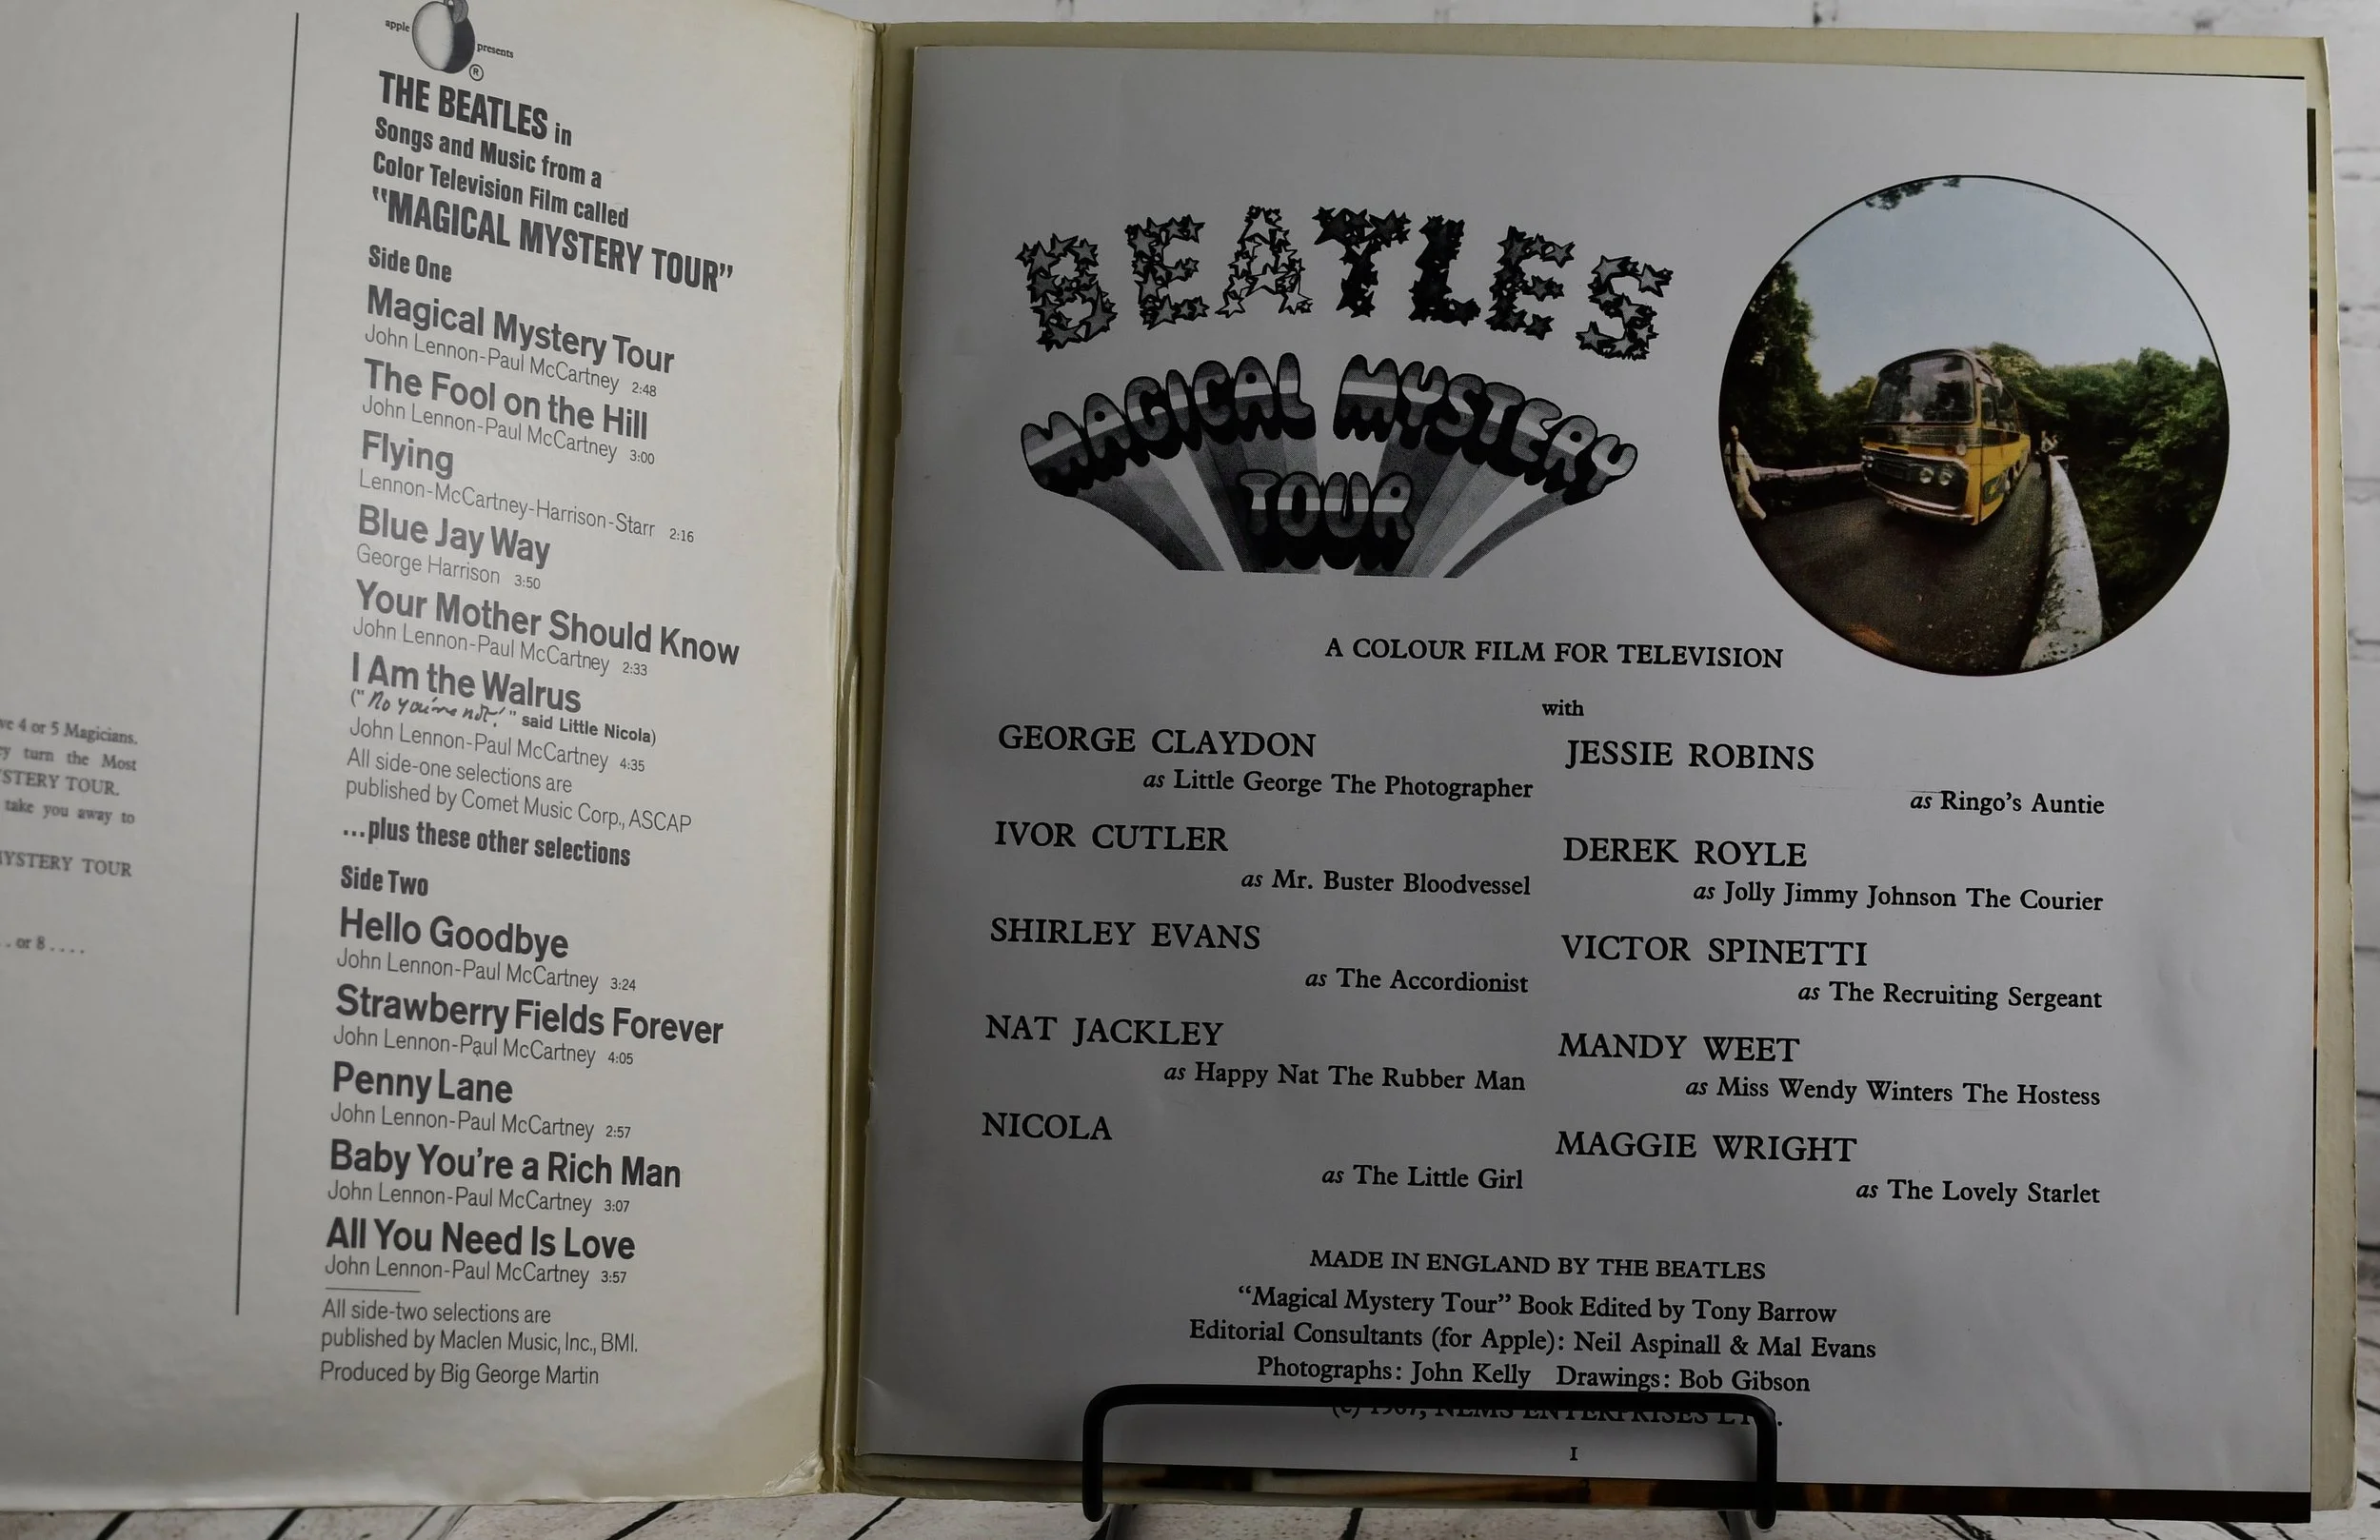 4 or 5 Magicians.
turn the Most
TOUR.
take you away to
TOUR
or 8 . . . .
apple
presents
®
THE BEATLES in
Songs and Music from a
Color Television Film called
"MAGICAL MYSTERY TOUR"
Side One
Magical Mystery Tour
John Lennon-Paul McCartney 2:48
The Fool on the Hill
John Lennon-Paul McCartney 3:00
Flying
Lennon-McCartney-Harrison-Starr 2:16
Blue Jay Way
George Harrison 3:50
Your Mother Should Know
John Lennon-Paul McCartney 2:33
I Am the Walrus
("No you're not!" said Little Nicola)
John Lennon-Paul McCartney 4:35
All side-one selections are
published by Comet Music Corp., ASCAP
...plus these other selections
Side Two
Hello Goodbye
John Lennon-Paul McCartney 3:24
Strawberry Fields Forever
John Lennon-Paul McCartney 4:05
Penny Lane
John Lennon-Paul McCartney 2:57
Baby You're a Rich Man
John Lennon-Paul McCartney 3:07
All You Need Is Love
John Lennon-Paul McCartney 3:57
All side-two selections are
published by Maclen Music, Inc., BMI.
Produced by Big George Martin
BEATLES
MAGICAL MYSTERY
TOUR
A COLOUR FILM FOR TELEVISION
with
GEORGE CLAYDON
as Little George The Photographer
IVOR CUTLER
as Mr. Buster Bloodvessel
SHIRLEY EVANS
as The Accordionist
NAT JACKLEY
as Happy Nat The Rubber Man
NICOLA
as The Little Girl
JESSIE ROBINS
as Ringo's Auntie
DEREK ROYLE
as Jolly Jimmy Johnson The Courier
VICTOR SPINETTI
as The Recruiting Sergeant
MANDY WEET
as Miss Wendy Winters The Hostess
MAGGIE WRIGHT
as The Lovely Starlet
MADE IN ENGLAND BY THE BEATLES
"Magical Mystery Tour" Book Edited by Tony Barrow
Editorial Consultants (for Apple): Neil Aspinall & Mal Evans
Photographs: John Kelly Drawings: Bob Gibson
(c) 1967, NEMS ENTERPRISES LTD.
1